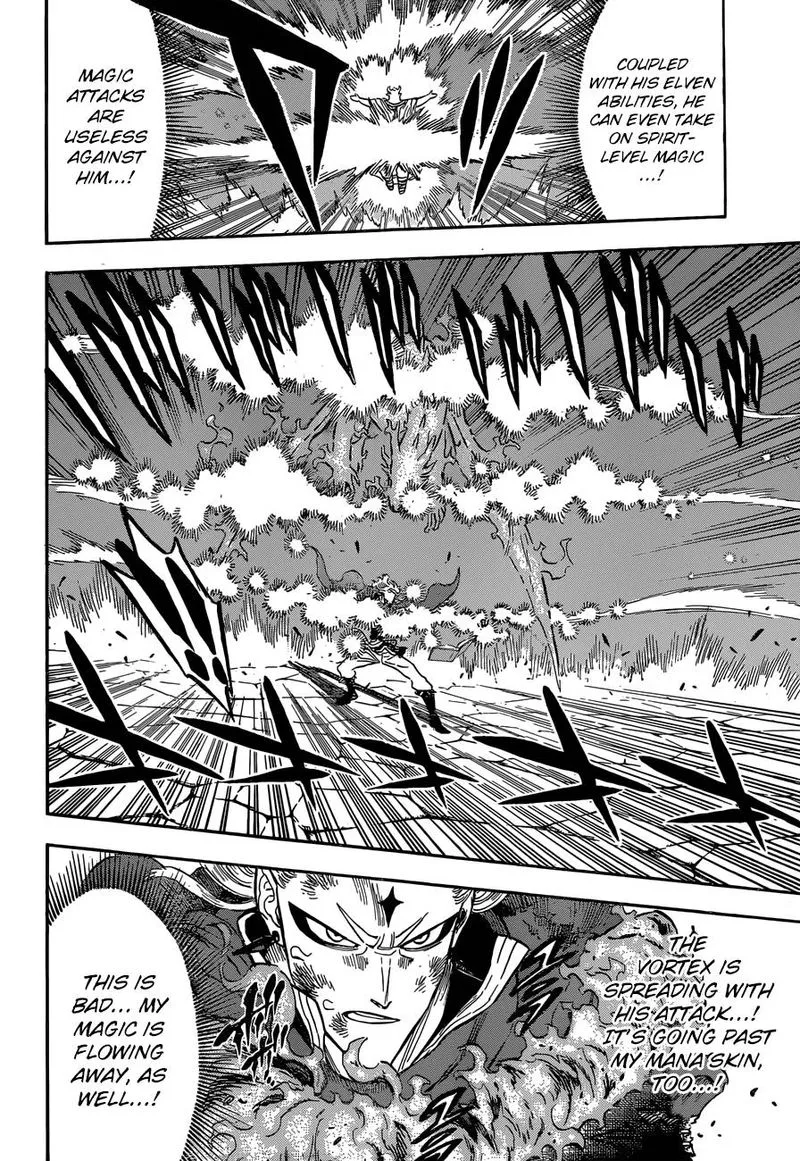 COUPLED
WITH HIS ELVEN
ABILITIES, HE
CAN EVEN TAKE
ON SPIRIT-
LEVEL MAGIC
...!
MAGIC
ATTACKS
ARE
USELESS
AGAINST
HIM...!
THE
VORTEX IS
SPREADING WITH
HIS ATTACK...!
IT'S GOING PAST
MY MANA SKIN,
TOO...!
THIS IS
BAD... MY
MAGIC IS
FLOWING
AWAY, AS
WELL...!